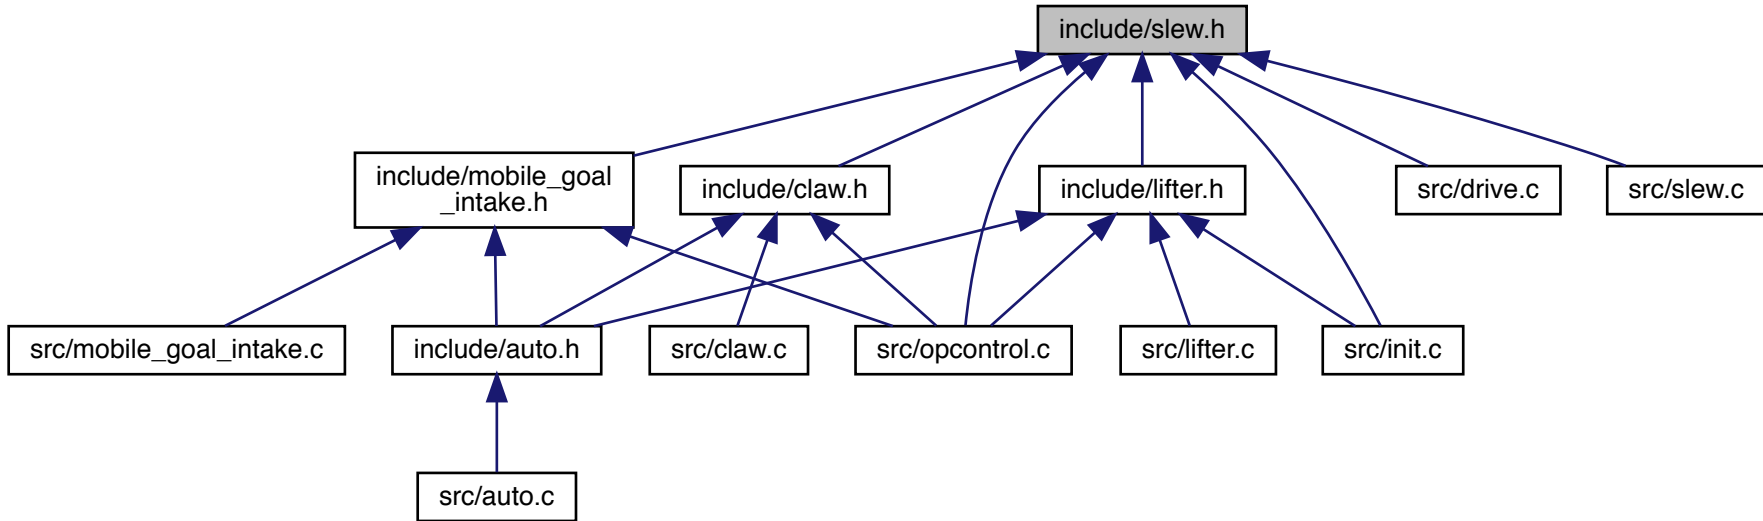 include/slew.h
include/mobile_goal
_intake.h
include/claw.h
include/lifter.h
src/drive.c
src/slew.c
src/mobile_goal_intake.c
include/auto.h
src/claw.c
src/opcontrol.c
src/lifter.c
src/init.c
src/auto.c